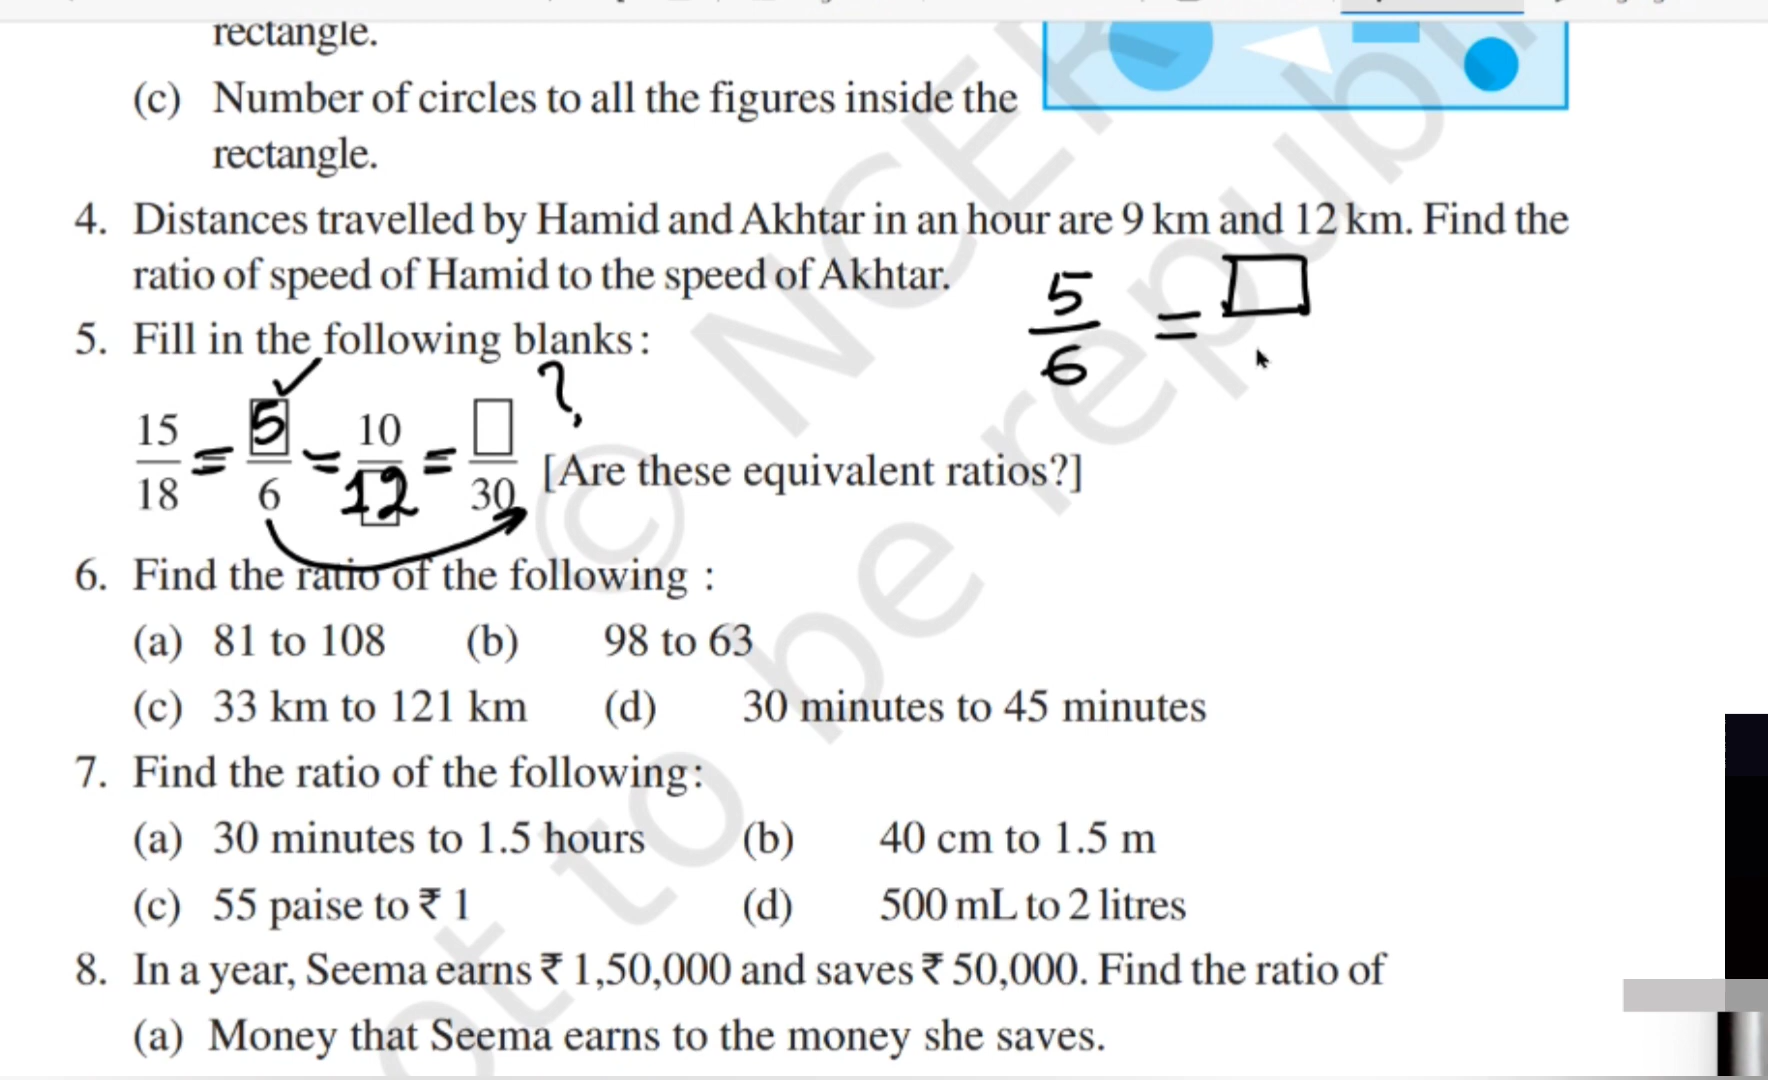 rectangle.
(c) Number of circles to all the figures inside the
rectangle.
4. Distances travelled by Hamid and Akhtar in an hour are 9 km and 12 km. Find the
ratio of speed of Hamid to the speed of Akhtar.
5/6 = □
5. Fill in the following blanks:
15/18 = 5/6 = 10/12 = □/30 ? [Are these equivalent ratios?]
6. Find the ratio of the following :
(a) 81 to 108 (b) 98 to 63
(c) 33 km to 121 km (d) 30 minutes to 45 minutes
7. Find the ratio of the following:
(a) 30 minutes to 1.5 hours (b) 40 cm to 1.5 m
(c) 55 paise to ₹ 1 (d) 500 mL to 2 litres
8. In a year, Seema earns ₹ 1,50,000 and saves ₹ 50,000. Find the ratio of
(a) Money that Seema earns to the money she saves.
© NCER
not to be republi